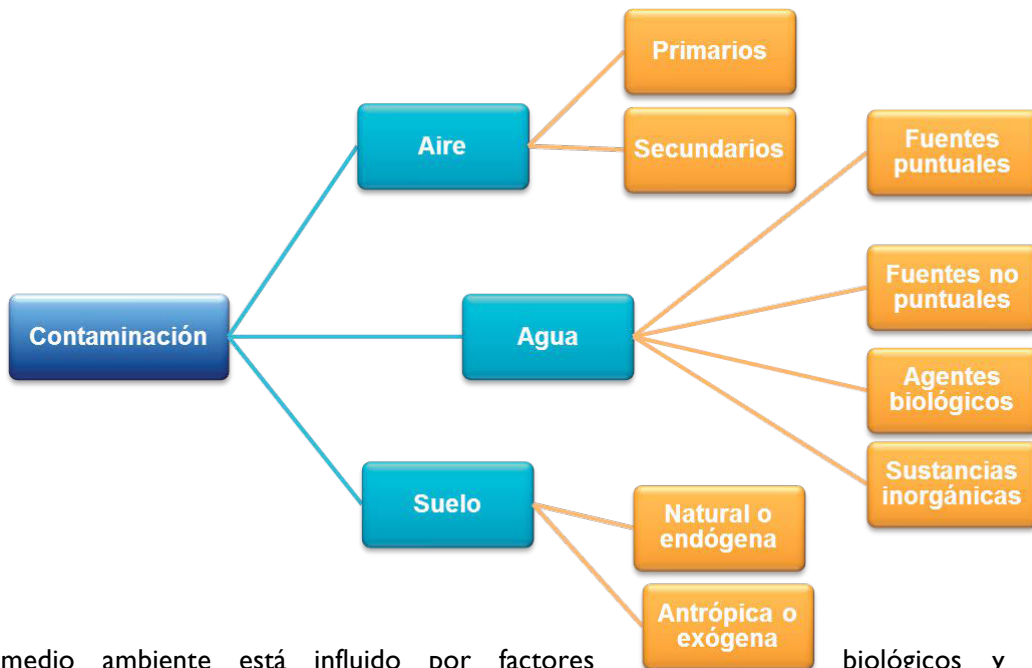 Contaminación
Aire
Primarios
Secundarios
Agua
Fuentes
puntuales
Fuentes no
puntuales
Agentes
biológicos
Sustancias
inorgánicas
Suelo
Natural o
endógena
Antrópica o
exógena
medio ambiente está influido por factores biológicos y